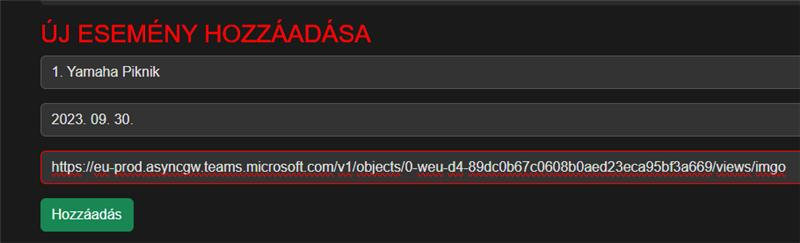 ÚJ ESEMÉNY HOZZÁADÁSA
1. Yamaha Piknik
2023. 09. 30.
https://eu-prod.asyncgw.teams.microsoft.com/v1/objects/0-weu-d4-89dc0b67c0608b0aed23eca95bf3a669/views/imgo
Hozzáadás